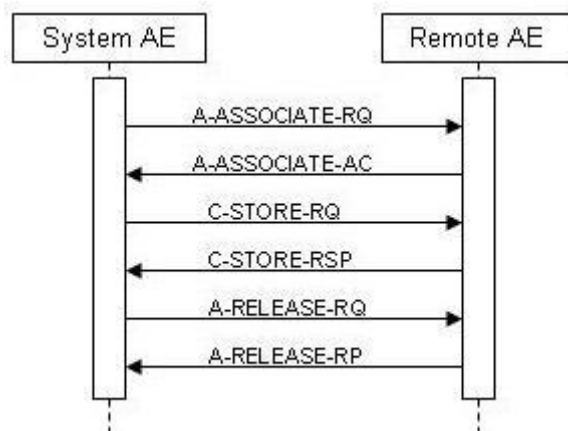 System AE
Remote AE
A-ASSOCIATE-RQ
A-ASSOCIATE-AC
C-STORE-RQ
C-STORE-RSP
A-RELEASE-RQ
A-RELEASE-RP